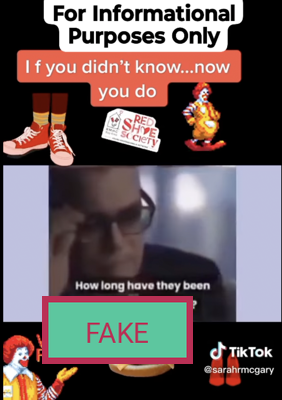 For Informational
Purposes Only
I f you didn't know...now
you do
RED
SHOE
SOCIETY
How long have they been
?
FAKE
TikTok
@sarahrmcgary